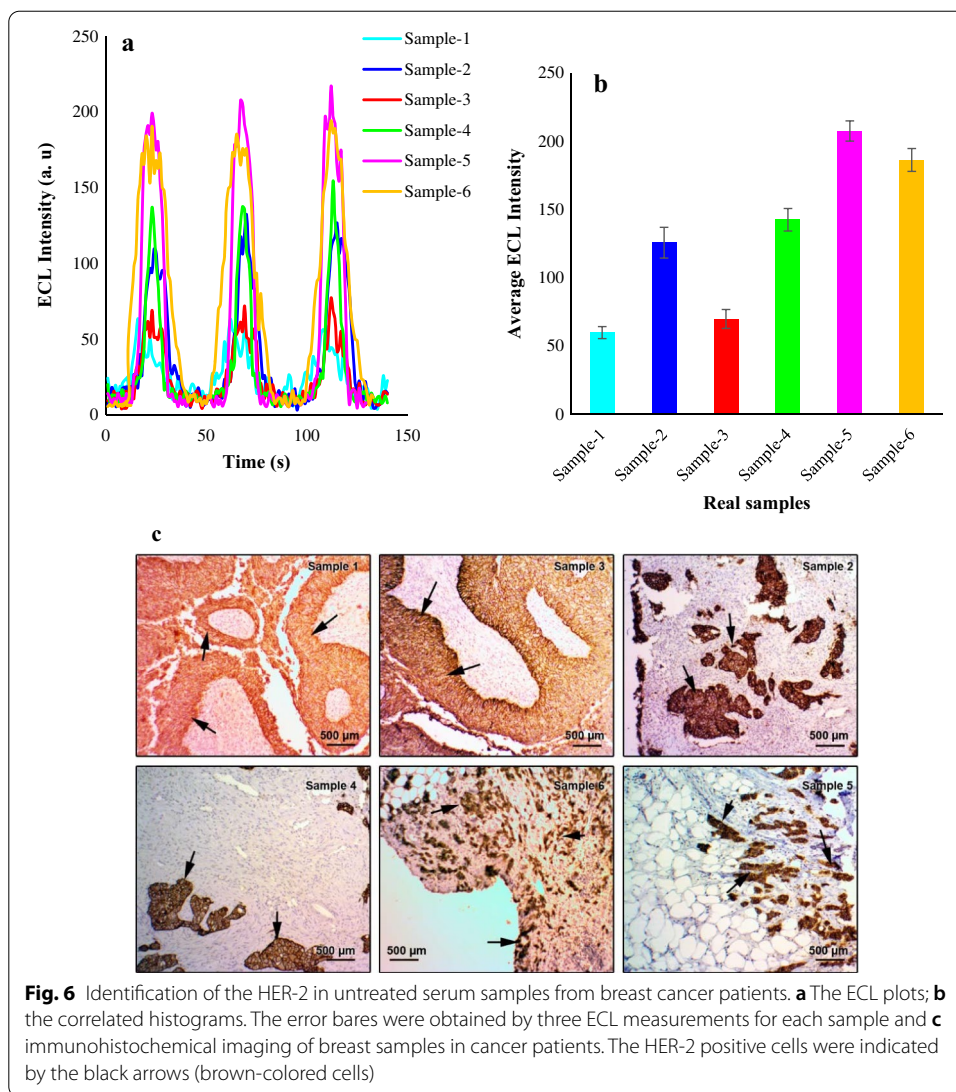 a
Sample-1
Sample-2
Sample-3
Sample-4
Sample-5
Sample-6
250
200
150
100
50
0
ECL Intensity (a. u)
0 50 100 150
Time (s)
b
250
200
150
100
50
0
Average ECL Intensity
Sample-1 Sample-2 Sample-3 Sample-4 Sample-5 Sample-6
Real samples
c
Sample 1
500 µm
Sample 3
500 µm
Sample 2
500 µm
Sample 4
500 µm
Sample 6
500 µm
Sample 5
500 µm
Fig. 6 Identification of the HER-2 in untreated serum samples from breast cancer patients. a The ECL plots; b
the correlated histograms. The error bares were obtained by three ECL measurements for each sample and c
immunohistochemical imaging of breast samples in cancer patients. The HER-2 positive cells were indicated
by the black arrows (brown-colored cells)